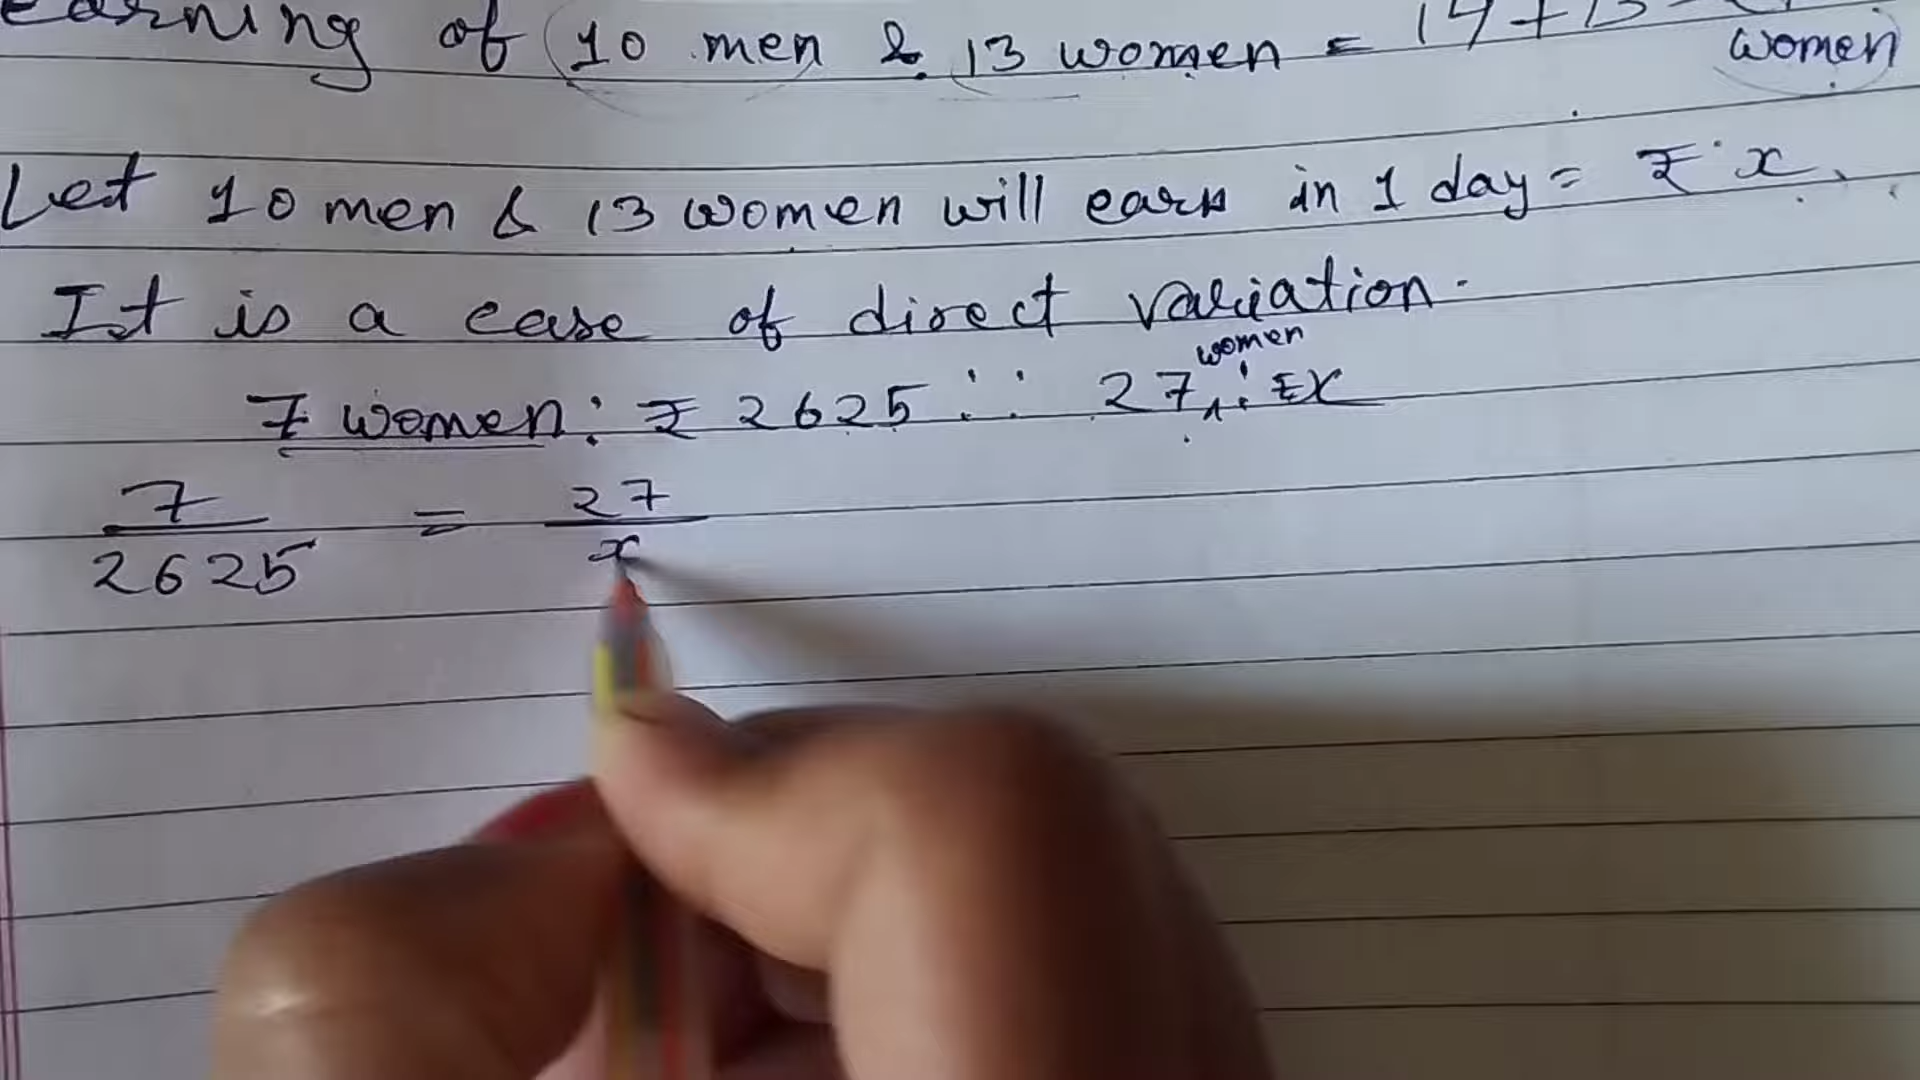 earning of 10 men & 13 women = 14 + 13 =
women
Let 10 men & 13 women will earn in 1 day = ₹ x.
It is a case of direct variation.
women
7 women : ₹ 2625 :: 27 : ₹x
7/2625 = 27/x